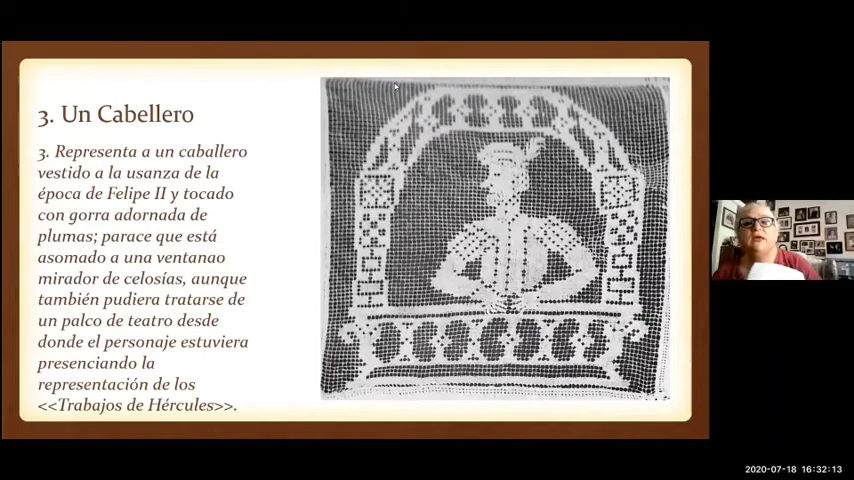 3. Un Cabellero
3. Representa a un caballero
vestido a la usanza de la
época de Felipe II y tocado
con gorra adornada de
plumas; parace que está
asomado a una ventanao
mirador de celosías, aunque
también pudiera tratarse de
un palco de teatro desde
donde el personaje estuviera
presenciando la
representación de los
<<Trabajos de Hércules>>.
2020-07-18 16:32:13